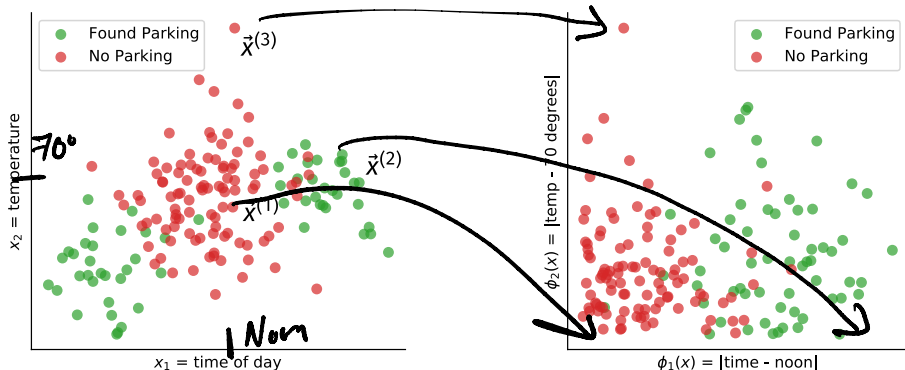 Found Parking
No Parking
x⃗⁽³⁾
70°
x₂ = temperature
x⃗⁽²⁾
x⃗⁽¹⁾
Noon
x₁ = time of day
Found Parking
No Parking
ϕ₂(x) = |temp - 70 degrees|
ϕ₁(x) = |time - noon|